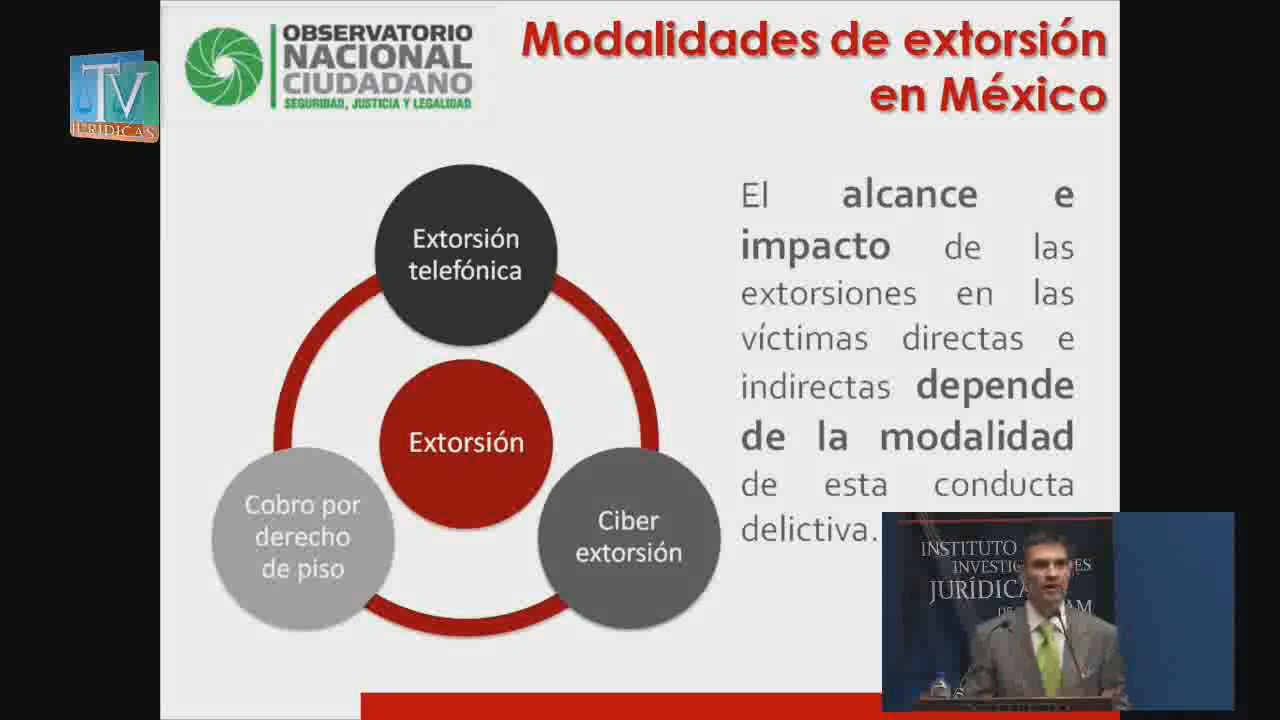 TV
JURIDICAS
OBSERVATORIO
NACIONAL
CIUDADANO
SEGURIDAD, JUSTICIA Y LEGALIDAD
Modalidades de extorsión
en México
Extorsión
telefónica
Extorsión
Cobro por
derecho
de piso
Ciber
extorsión
El alcance e
impacto de las
extorsiones en las
víctimas directas e
indirectas depende
de la modalidad
de esta conducta
delictiva.
INSTITUTO
JURÍDICA